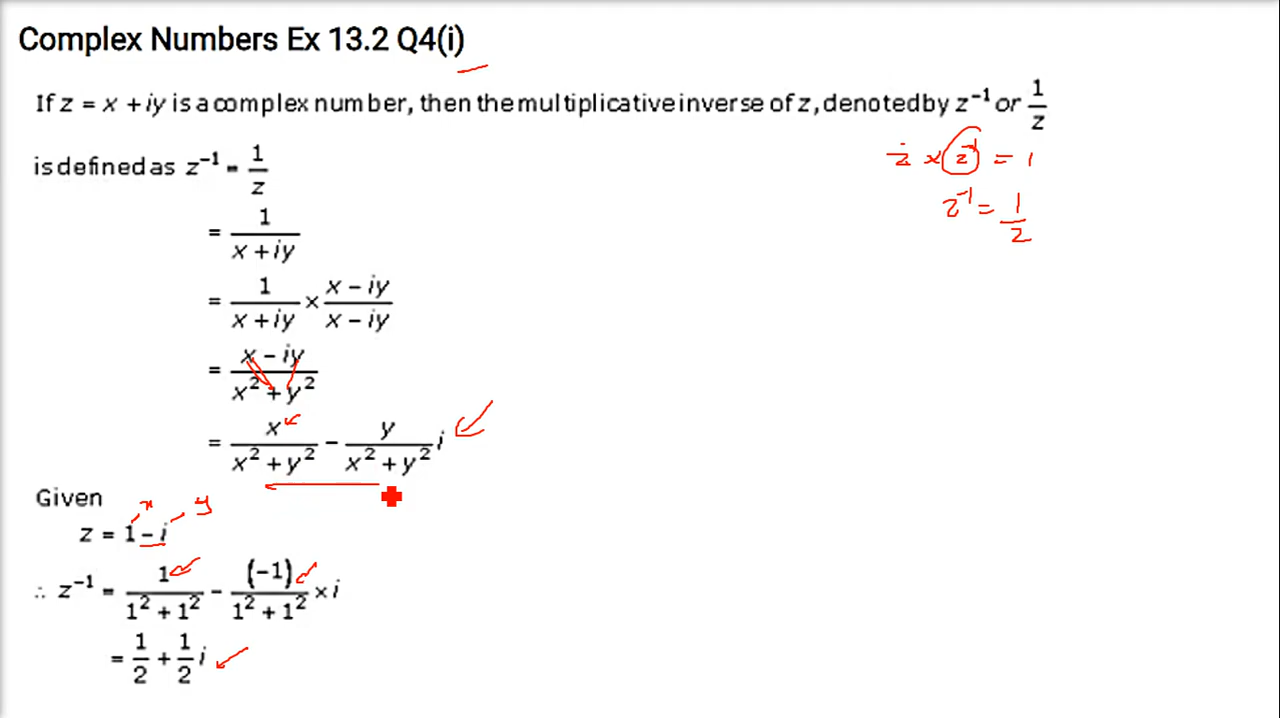 Complex Numbers Ex 13.2 Q4(i)
If z = x + iy is a complex number, then the multiplicative inverse of z, denoted by z⁻¹ or 1/z
is defined as z⁻¹ = 1/z
z × z⁻¹ = 1
z⁻¹ = 1/z
= 1/(x + iy)
= 1/(x + iy) × (x − iy)/(x − iy)
= (x − iy)/(x² + y²)
= x/(x² + y²) − y/(x² + y²) i
Given
x y
z = 1 − i
∴ z⁻¹ = 1/(1² + 1²) − (−1)/(1² + 1²) × i
= 1/2 + 1/2 i